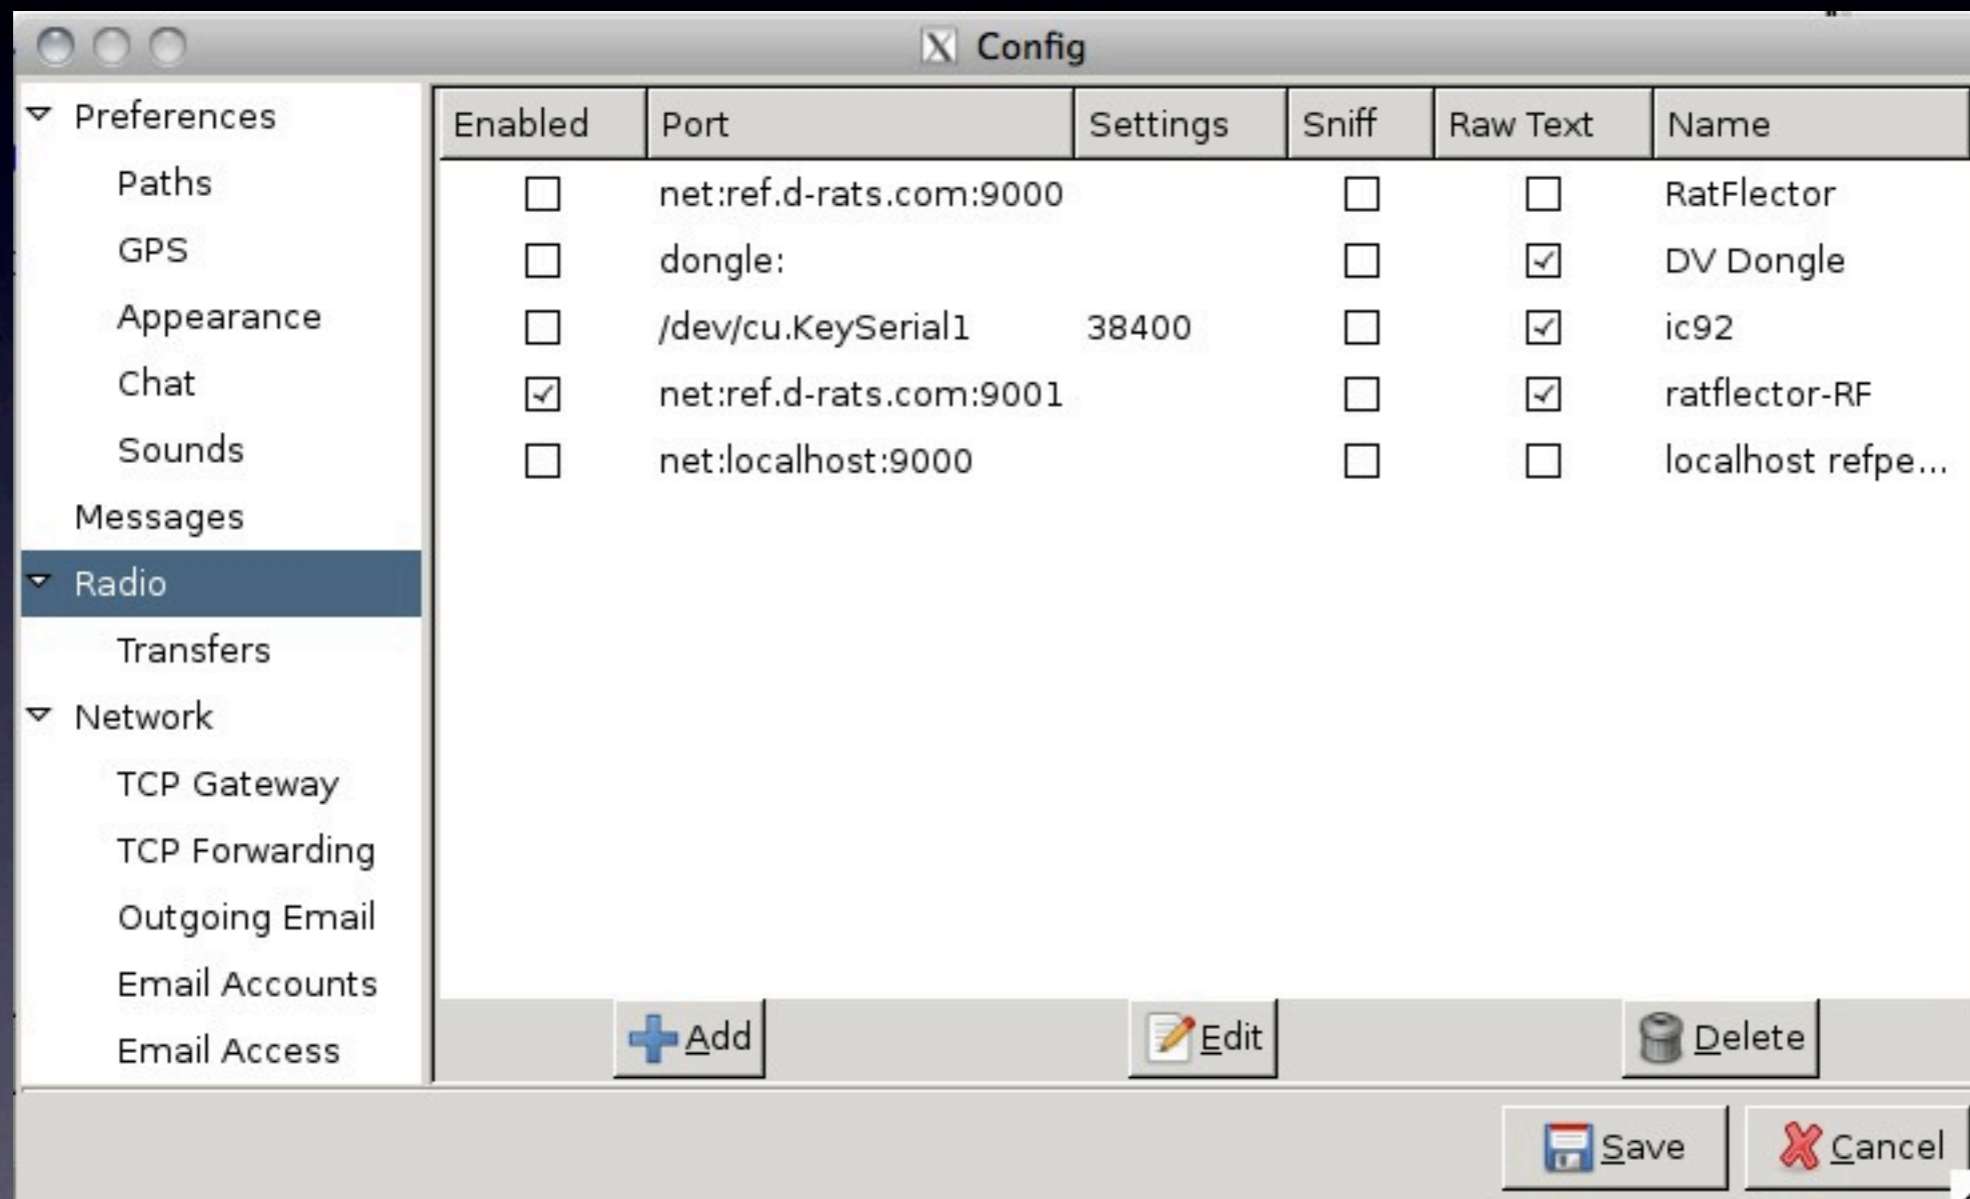 Config
Preferences
Paths
GPS
Appearance
Chat
Sounds
Messages
Radio
Transfers
Network
TCP Gateway
TCP Forwarding
Outgoing Email
Email Accounts
Email Access
Enabled Port Settings Sniff Raw Text Name
net:ref.d-rats.com:9000 RatFlector
dongle: DV Dongle
/dev/cu.KeySerial1 38400 ic92
net:ref.d-rats.com:9001 ratflector-RF
net:localhost:9000 localhost refpe...
Add Edit Delete
Save Cancel